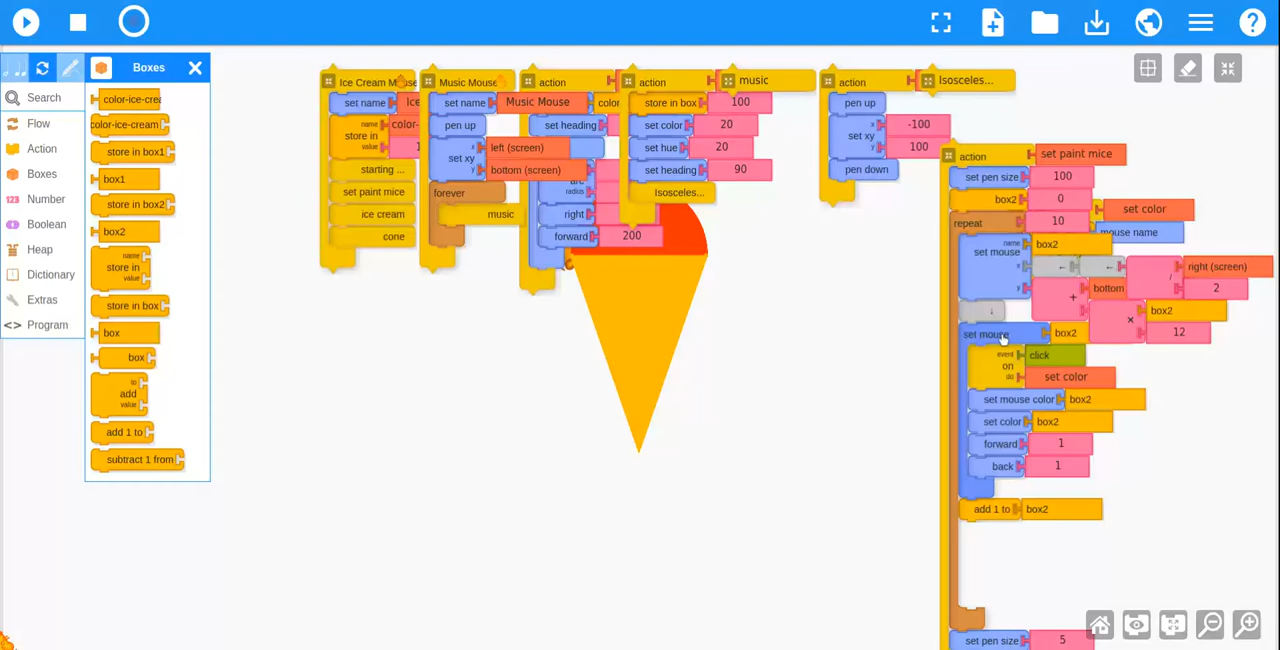 Boxes
Search
Flow
Action
Boxes
Number
Boolean
Heap
Dictionary
Extras
<> Program
color-ice-crea
color-ice-cream
store in box1
box1
store in box2
box2
name
store in
value
store in box
box
box
to
add
value
add 1 to
subtract 1 from
Ice Cream Mouse
set name Ice
name color-
store in
value 1
starting ...
set paint mice
ice cream
cone
Music Mouse
set name Music Mouse
pen up
x left (screen)
set xy
y bottom (screen)
forever
music
action
color
set heading
radius
right
forward 200
action music
store in box 100
set color 20
set hue 20
set heading 90
Isosceles...
action Isosceles...
pen up
x -100
set xy
y 100
pen down
action set paint mice
set pen size 100
box2 0
repeat 10
set color
mouse name
name box2
set mouse
x ← ← / right (screen)
2
y + bottom
× box2
12
↓
set mouse box2
event click
on
do set color
set mouse color box2
set color box2
forward 1
back 1
add 1 to box2
set pen size 5